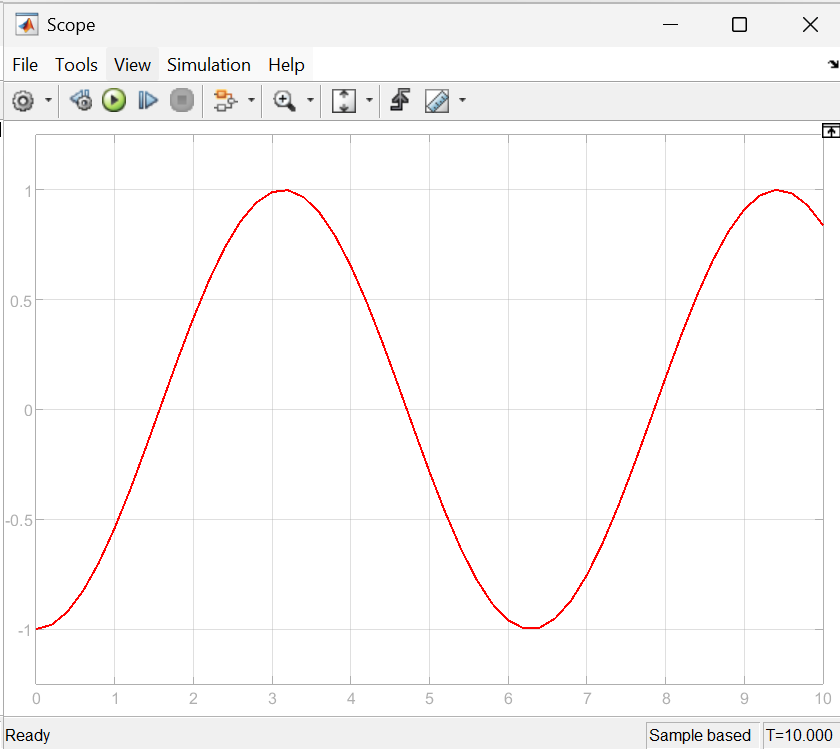 Scope
File Tools View Simulation Help
1
0.5
0
-0.5
-1
0 1 2 3 4 5 6 7 8 9 10
Ready Sample based T=10.000